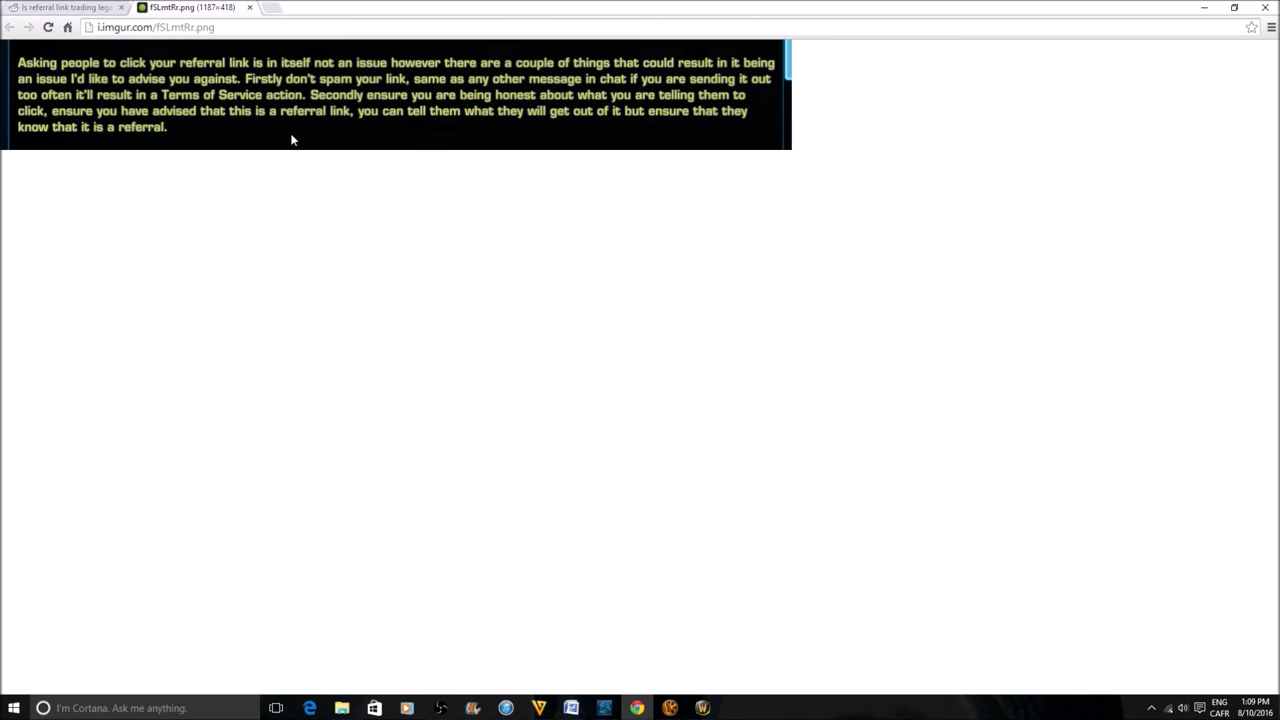 Is referral link trading lega
fSLmtRr.png (1187×418)
i.imgur.com/fSLmtRr.png
Asking people to click your referral link is in itself not an issue however there are a couple of things that could result in it being
an issue I'd like to advise you against. Firstly don't spam your link, same as any other message in chat if you are sending it out
too often it'll result in a Terms of Service action. Secondly ensure you are being honest about what you are telling them to
click, ensure you have advised that this is a referral link, you can tell them what they will get out of it but ensure that they
know that it is a referral.
I'm Cortana. Ask me anything.
ENG
CAFR
1:09 PM
8/10/2016